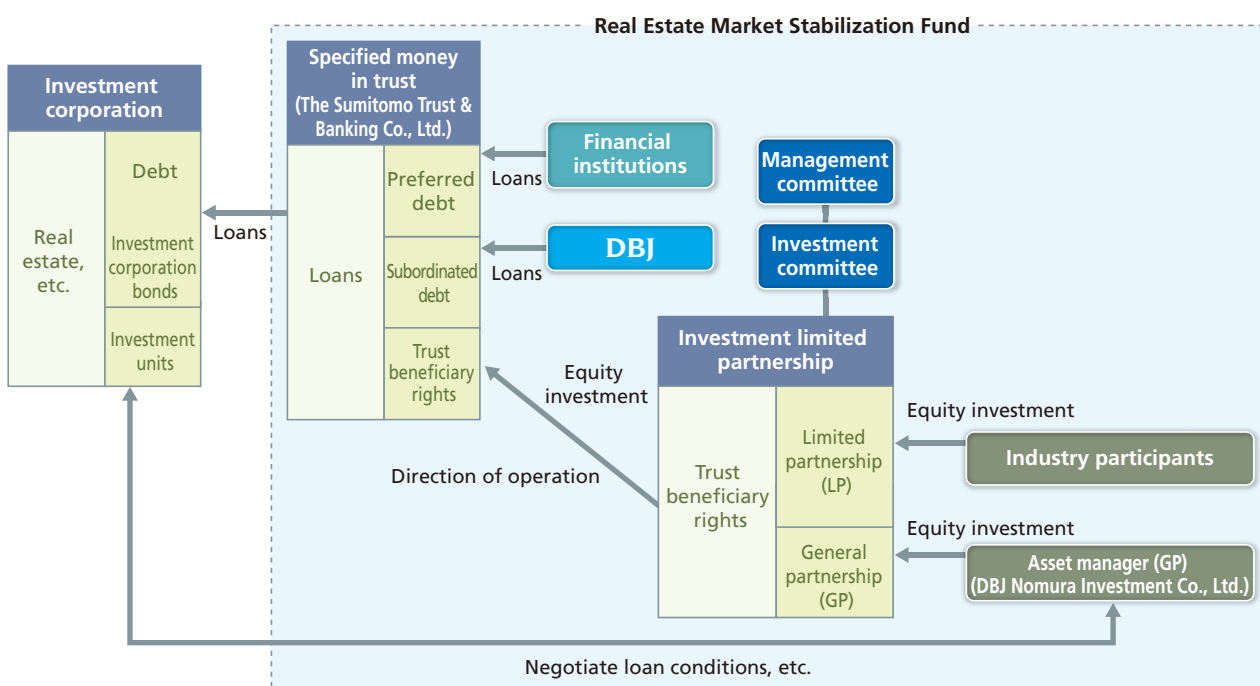 Real Estate Market Stabilization Fund
Investment
corporation
Real
estate,
etc.
Debt
Investment
corporation
bonds
Investment
units
Loans
Specified money
in trust
(The Sumitomo Trust &
Banking Co., Ltd.)
Loans
Preferred
debt
Subordinated
debt
Trust
beneficiary
rights
Financial
institutions
Loans
DBJ
Loans
Management
committee
Investment
committee
Investment limited
partnership
Trust
beneficiary
rights
Limited
partnership
(LP)
General
partnership
(GP)
Equity
investment
Direction of operation
Equity investment
Industry participants
Equity investment
Asset manager (GP)
(DBJ Nomura Investment Co., Ltd.)
Negotiate loan conditions, etc.